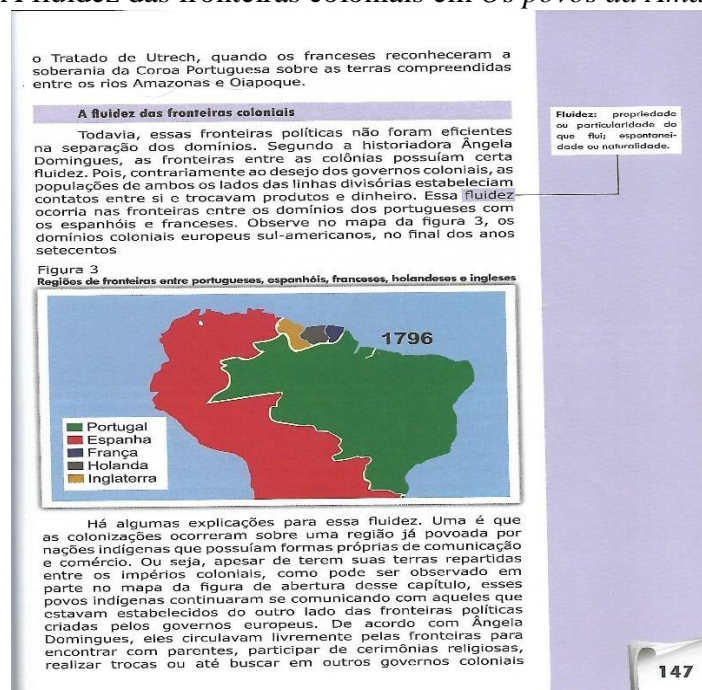 A fluidez das fronteiras coloniais em Os povos da Ama
o Tratado de Utrech, quando os franceses reconheceram a
soberania da Coroa Portuguesa sobre as terras compreendidas
entre os rios Amazonas e Oiapoque.
A fluidez das fronteiras coloniais
Todavia, essas fronteiras políticas não foram eficientes
na separação dos domínios. Segundo a historiadora Ângela
Domingues, as fronteiras entre as colônias possuíam certa
fluidez. Pois, contrariamente ao desejo dos governos coloniais, as
populações de ambos os lados das linhas divisórias estabeleciam
contatos entre si e trocavam produtos e dinheiro. Essa fluidez
ocorria nas fronteiras entre os domínios dos portugueses com
os espanhóis e franceses. Observe no mapa da figura 3, os
domínios coloniais europeus sul-americanos, no final dos anos
setecentos
Fluidez: propriedade
ou particularidade do
que flui; espontanei-
dade ou naturalidade.
Figura 3
Regiões de fronteiras entre portugueses, espanhóis, franceses, holandeses e ingleses
1796
Portugal
Espanha
França
Holanda
Inglaterra
Há algumas explicações para essa fluidez. Uma é que
as colonizações ocorreram sobre uma região já povoada por
nações indígenas que possuíam formas próprias de comunicação
e comércio. Ou seja, apesar de terem suas terras repartidas
entre os impérios coloniais, como pode ser observado em
parte no mapa da figura de abertura desse capítulo, esses
povos indígenas continuaram se comunicando com aqueles que
estavam estabelecidos do outro lado das fronteiras políticas
criadas pelos governos europeus. De acordo com Ângela
Domingues, eles circulavam livremente pelas fronteiras para
encontrar com parentes, participar de cerimônias religiosas,
realizar trocas ou até buscar em outros governos coloniais
147